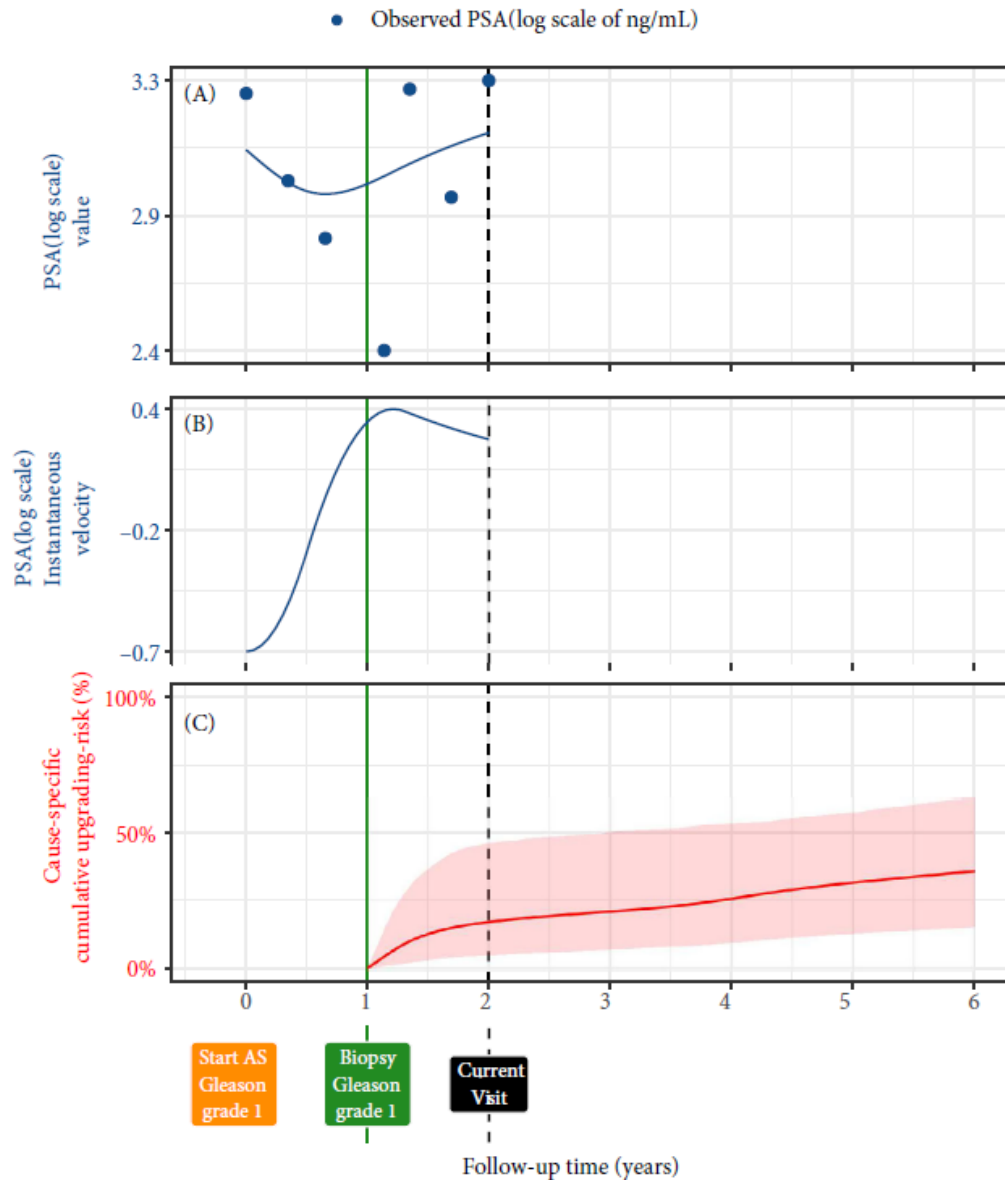 Observed PSA(log scale of ng/mL)
(A)
PSA(log scale)
value
3.3
2.9
2.4
(B)
PSA(log scale)
Instantaneous
velocity
0.4
−0.2
−0.7
(C)
Cause-specific
cumulative upgrading-risk (%)
100%
50%
0%
0 1 2 3 4 5 6
Start AS
Gleason
grade 1
Biopsy
Gleason
grade 1
Current
Visit
Follow-up time (years)